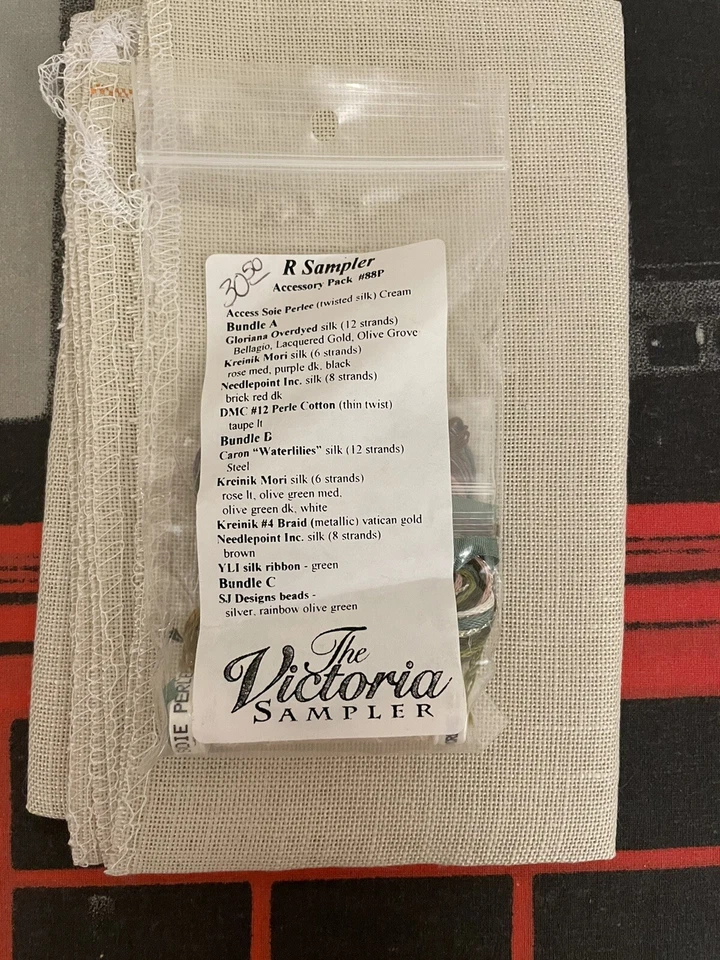 30.50
R Sampler
Accessory Pack #88P
Access Soie Perlee (twisted silk) Cream
Bundle A
Gloriana Overdyed silk (12 strands)
Bellagio, Lacquered Gold, Olive Grove
Kreinik Mori silk (6 strands)
rose med, purple dk, black
Needlepoint Inc. silk (8 strands)
brick red dk
DMC #12 Perle Cotton (thin twist)
taupe lt
Bundle B
Caron "Waterlilies" silk (12 strands)
Steel
Kreinik Mori silk (6 strands)
rose lt, olive green med,
olive green dk, white
Kreinik #4 Braid (metallic) vatican gold
Needlepoint Inc. silk (8 strands)
brown
YLI silk ribbon - green
Bundle C
SJ Designs beads -
silver, rainbow olive green
The
Victoria
SAMPLER
SOIE PERLE